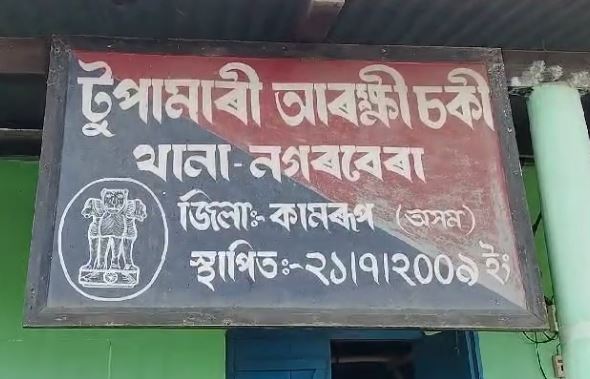 টুপামাৰী আৰক্ষী চকী
থানা-নগৰবেৰা
জিলাঃ- কামৰূপ (অসম)
স্থাপিতঃ-২১।৭।২০০৯ ইং